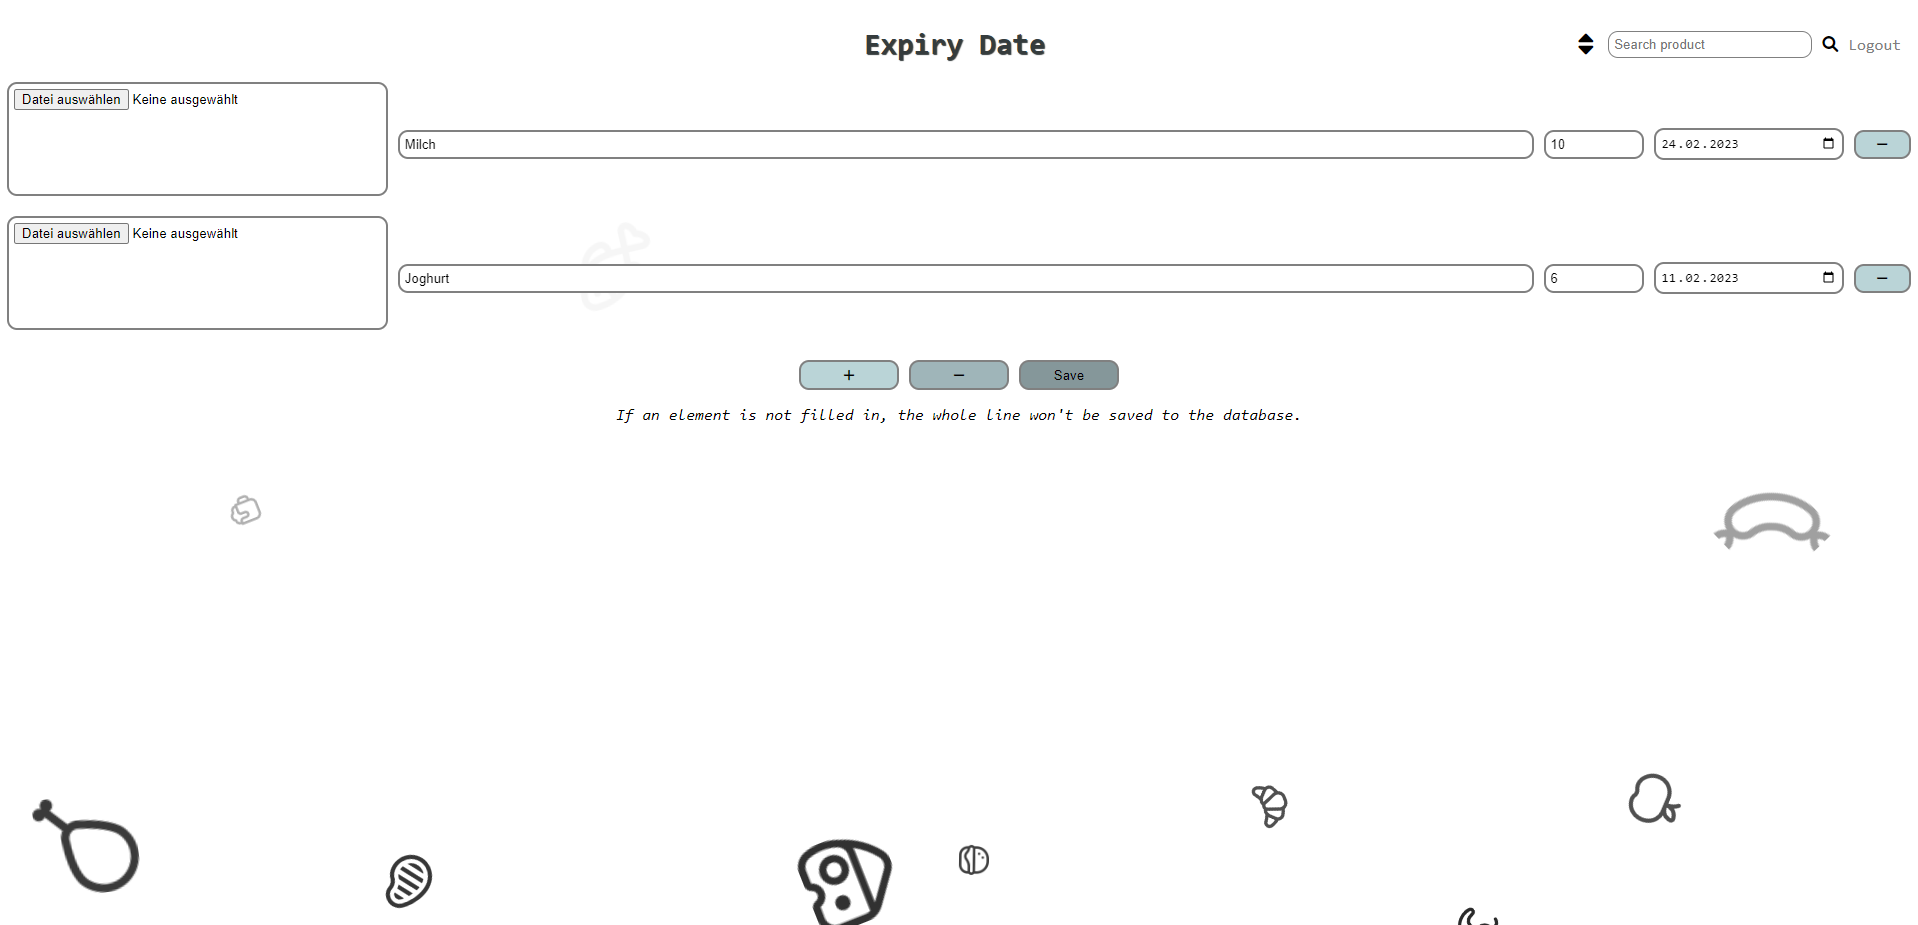 Expiry Date
Search product
Logout
Datei auswählen Keine ausgewählt
Milch
10
24.02.2023
−
Datei auswählen Keine ausgewählt
Joghurt
6
11.02.2023
−
+
−
Save
If an element is not filled in, the whole line won't be saved to the database.